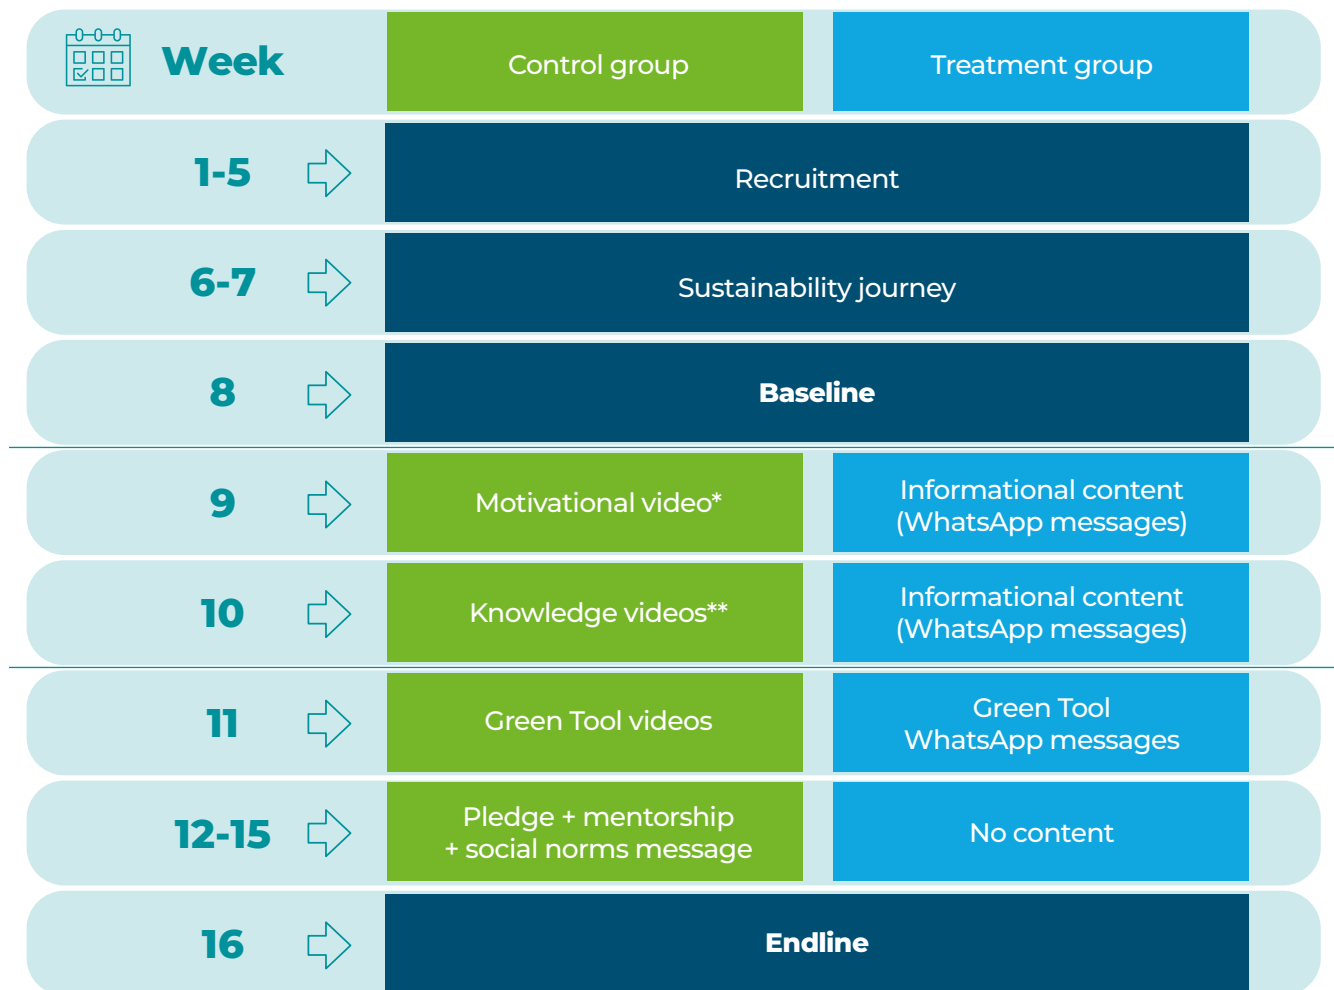 Week
Control group
Treatment group
1-5
Recruitment
6-7
Sustainability journey
8
Baseline
9
Motivational video*
Informational content
(WhatsApp messages)
10
Knowledge videos**
Informational content
(WhatsApp messages)
11
Green Tool videos
Green Tool
WhatsApp messages
12-15
Pledge + mentorship
+ social norms message
No content
16
Endline